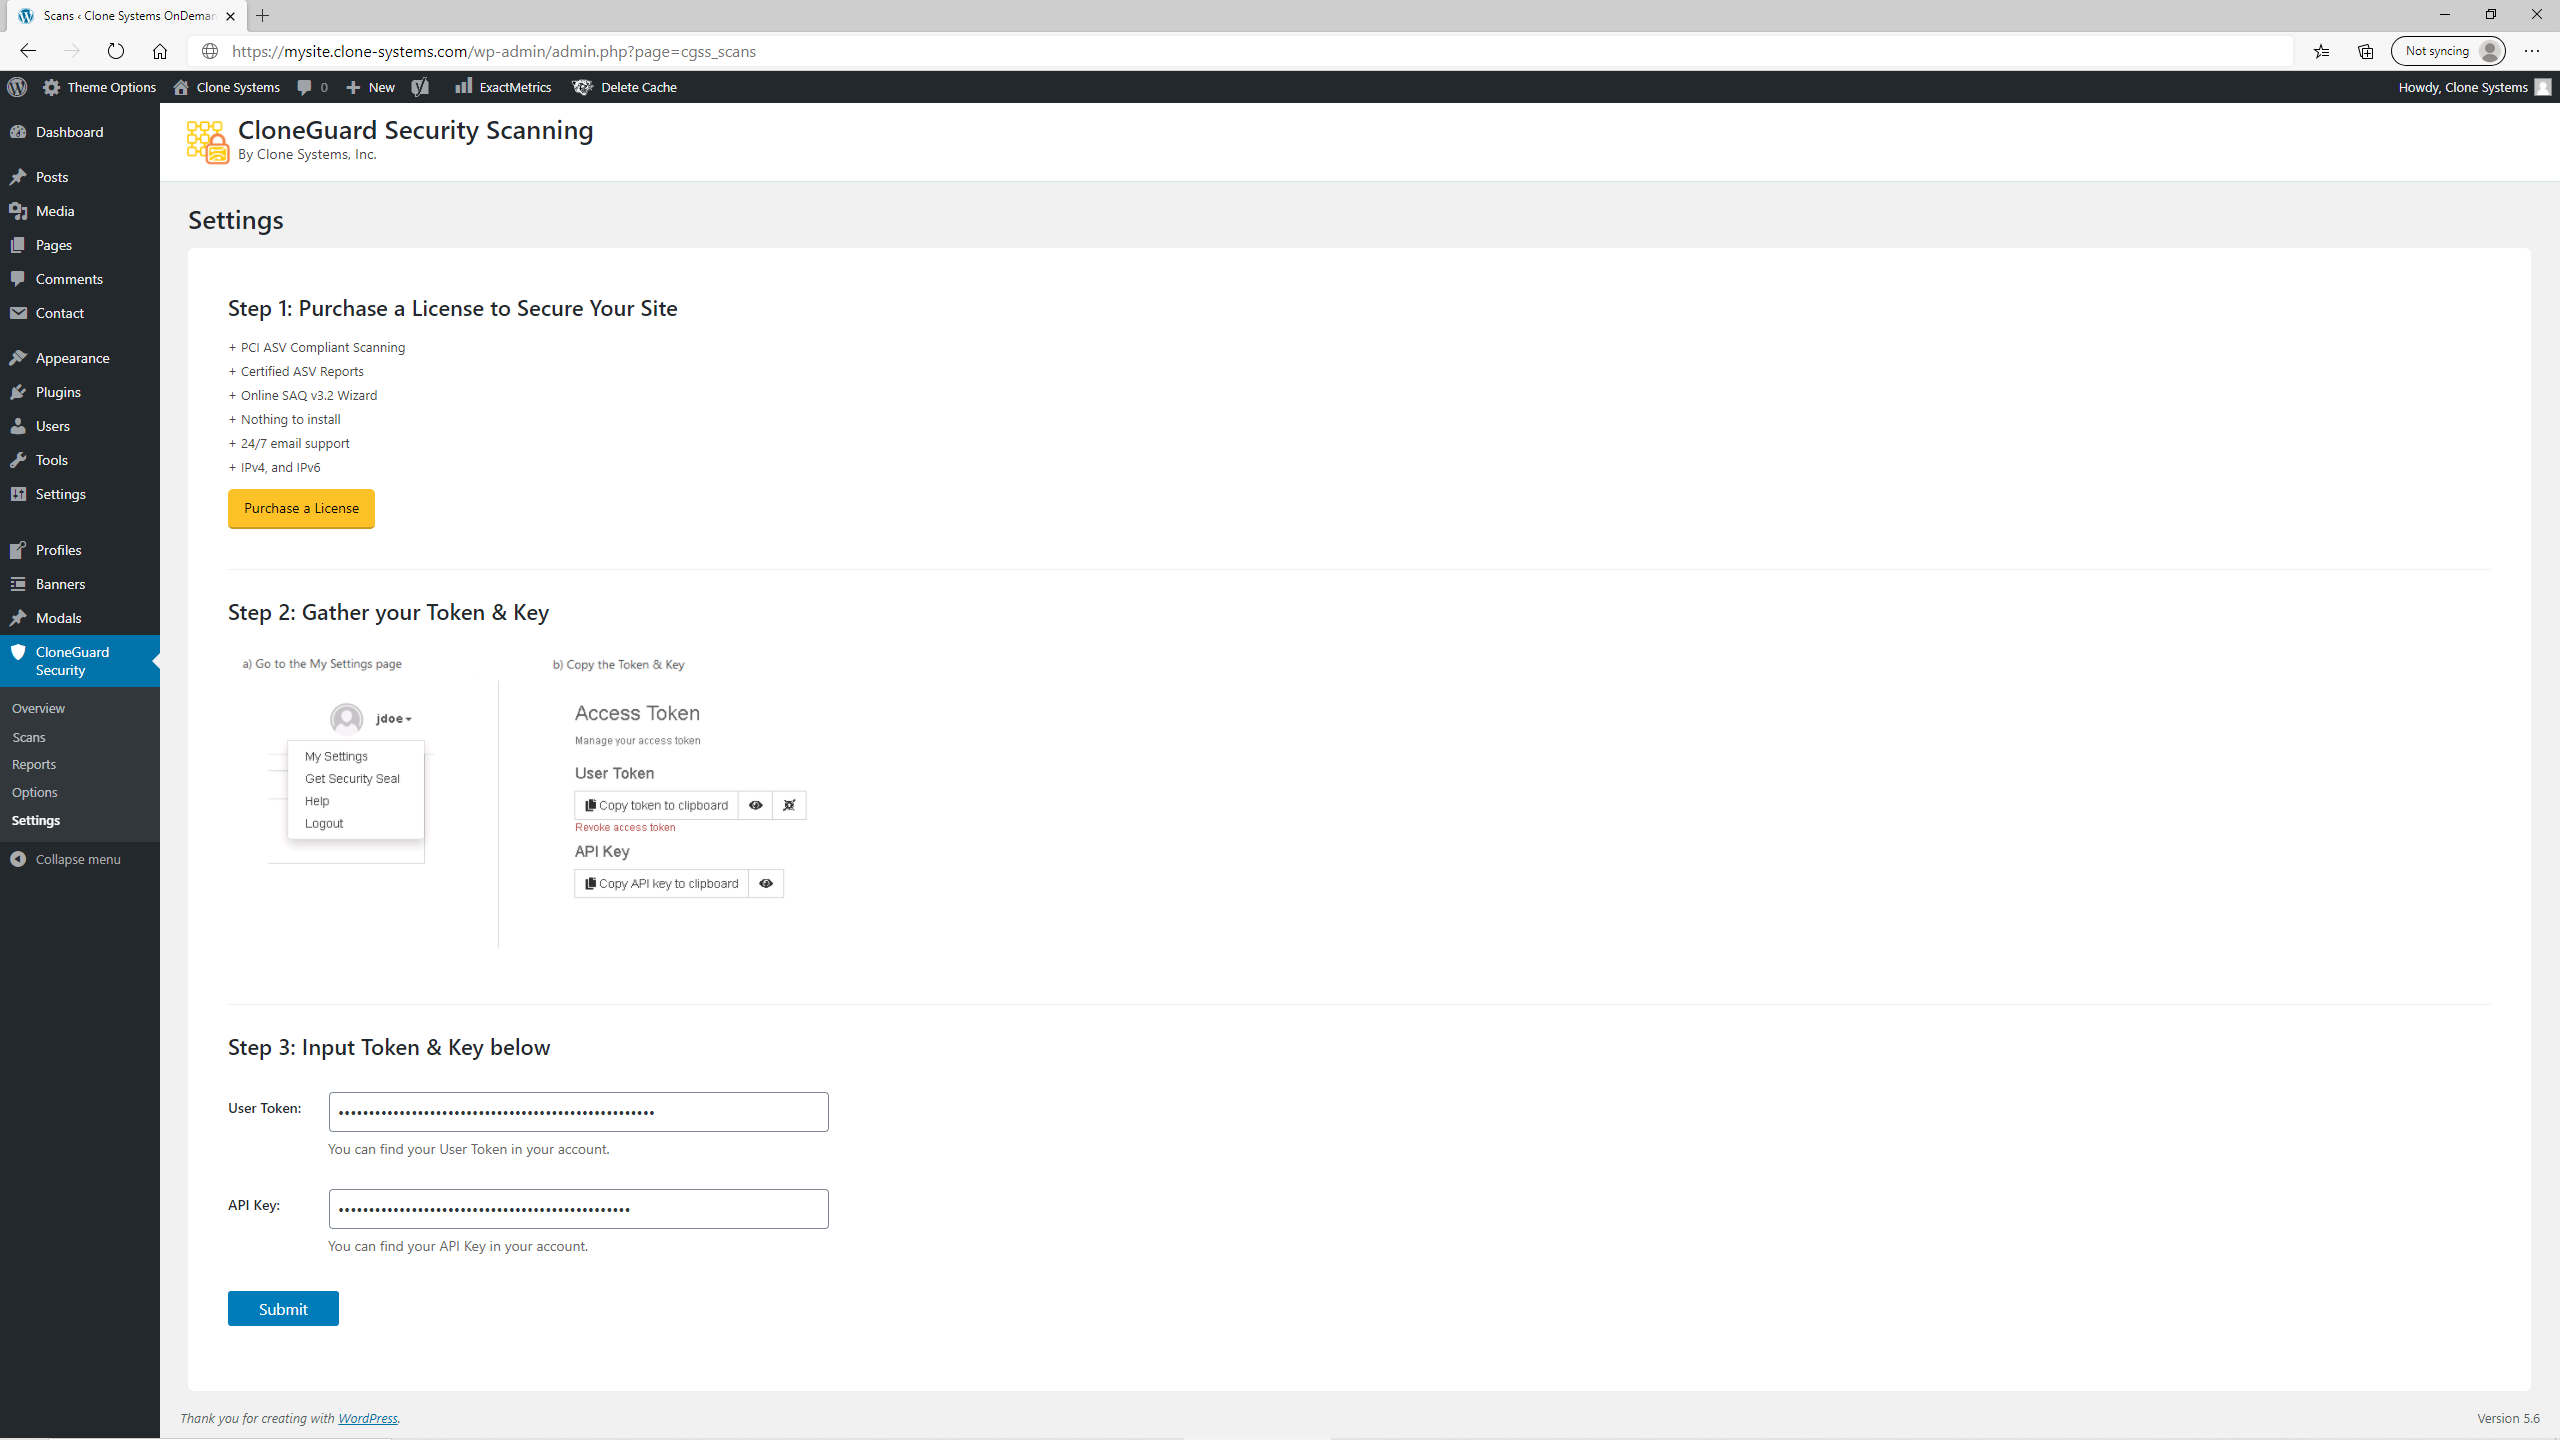 Scans ‹ Clone Systems OnDeman
https://mysite.clone-systems.com/wp-admin/admin.php?page=cgss_scans
Not syncing
Theme Options
Clone Systems
0
New
ExactMetrics
Delete Cache
Howdy, Clone Systems
Dashboard
Posts
Media
Pages
Comments
Contact
Appearance
Plugins
Users
Tools
Settings
Profiles
Banners
Modals
CloneGuard
Security
Overview
Scans
Reports
Options
Settings
Collapse menu
CloneGuard Security Scanning
By Clone Systems, Inc.
Settings
Step 1: Purchase a License to Secure Your Site
+ PCI ASV Compliant Scanning
+ Certified ASV Reports
+ Online SAQ v3.2 Wizard
+ Nothing to install
+ 24/7 email support
+ IPv4, and IPv6
Purchase a License
Step 2: Gather your Token & Key
a) Go to the My Settings page
jdoe
My Settings
Get Security Seal
Help
Logout
b) Copy the Token & Key
Access Token
Manage your access token
User Token
Copy token to clipboard
Revoke access token
API Key
Copy API key to clipboard
Step 3: Input Token & Key below
User Token:
You can find your User Token in your account.
API Key:
You can find your API Key in your account.
Submit
Thank you for creating with WordPress.
Version 5.6